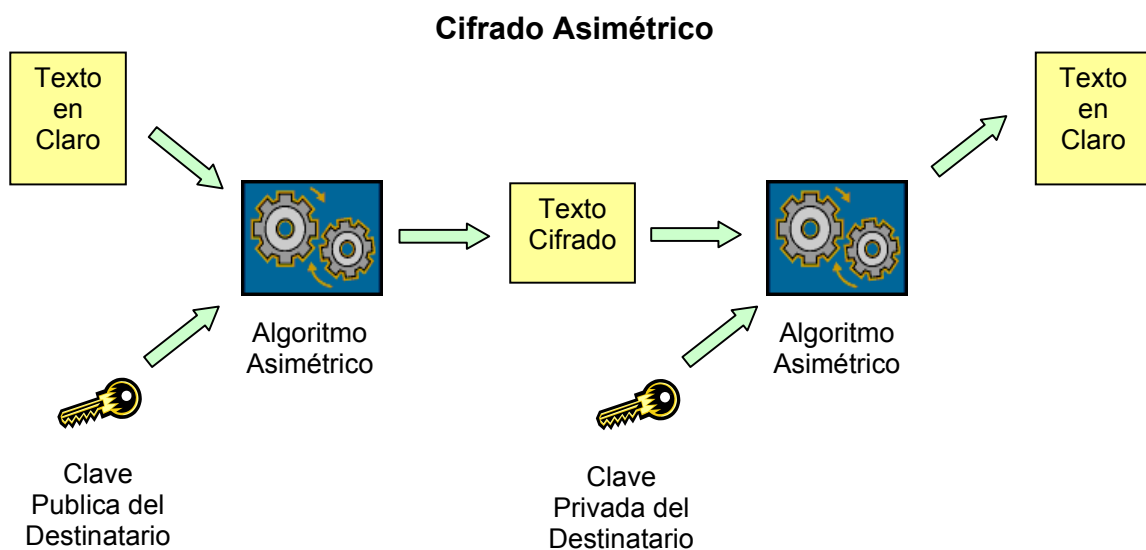 Cifrado Asimétrico
Texto
en
Claro
Texto
en
Claro
Texto
Cifrado
Algoritmo
Asimétrico
Algoritmo
Asimétrico
Clave
Publica del
Destinatario
Clave
Privada del
Destinatario